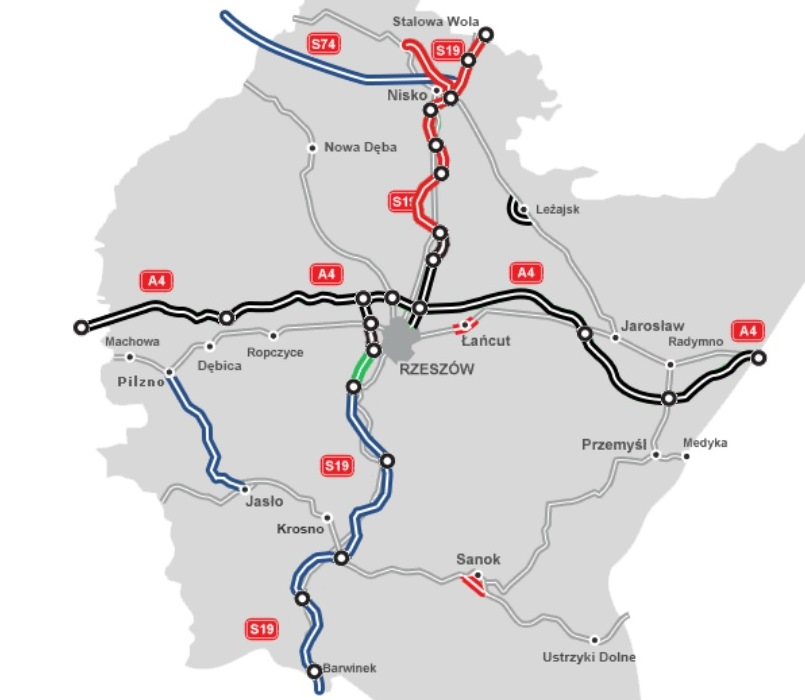 Stalowa Wola
S74
S19
Nisko
Nowa Dęba
S19
Leżajsk
A4
A4
A4
Machowa
Pilzno
Dębica
Ropczyce
Łańcut
Jarosław
Radymno
A4
RZESZÓW
Przemyśl
Medyka
S19
Jasło
Krosno
Sanok
S19
Barwinek
Ustrzyki Dolne